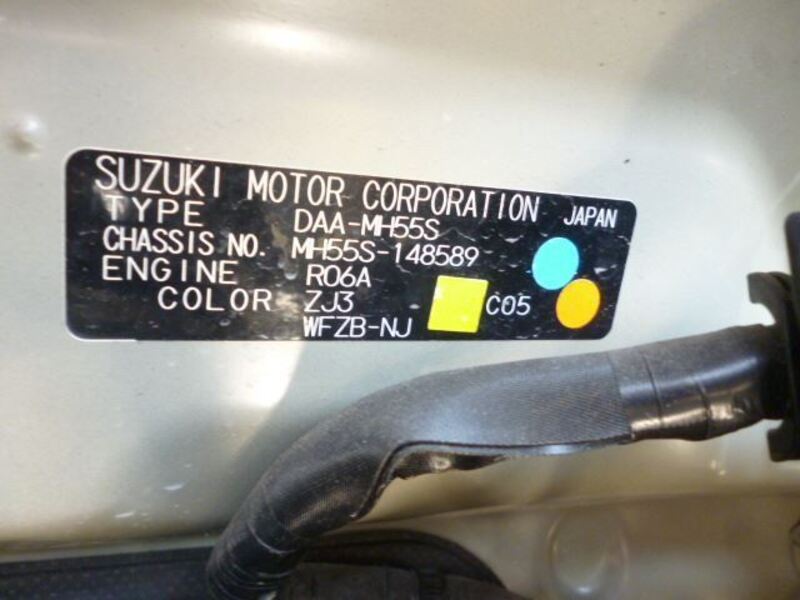 SUZUKI MOTOR CORPORATION JAPAN
TYPE DAA-MH55S
CHASSIS NO. MH55S-148589
ENGINE R06A
COLOR ZJ3 C05
WFZB-NJ